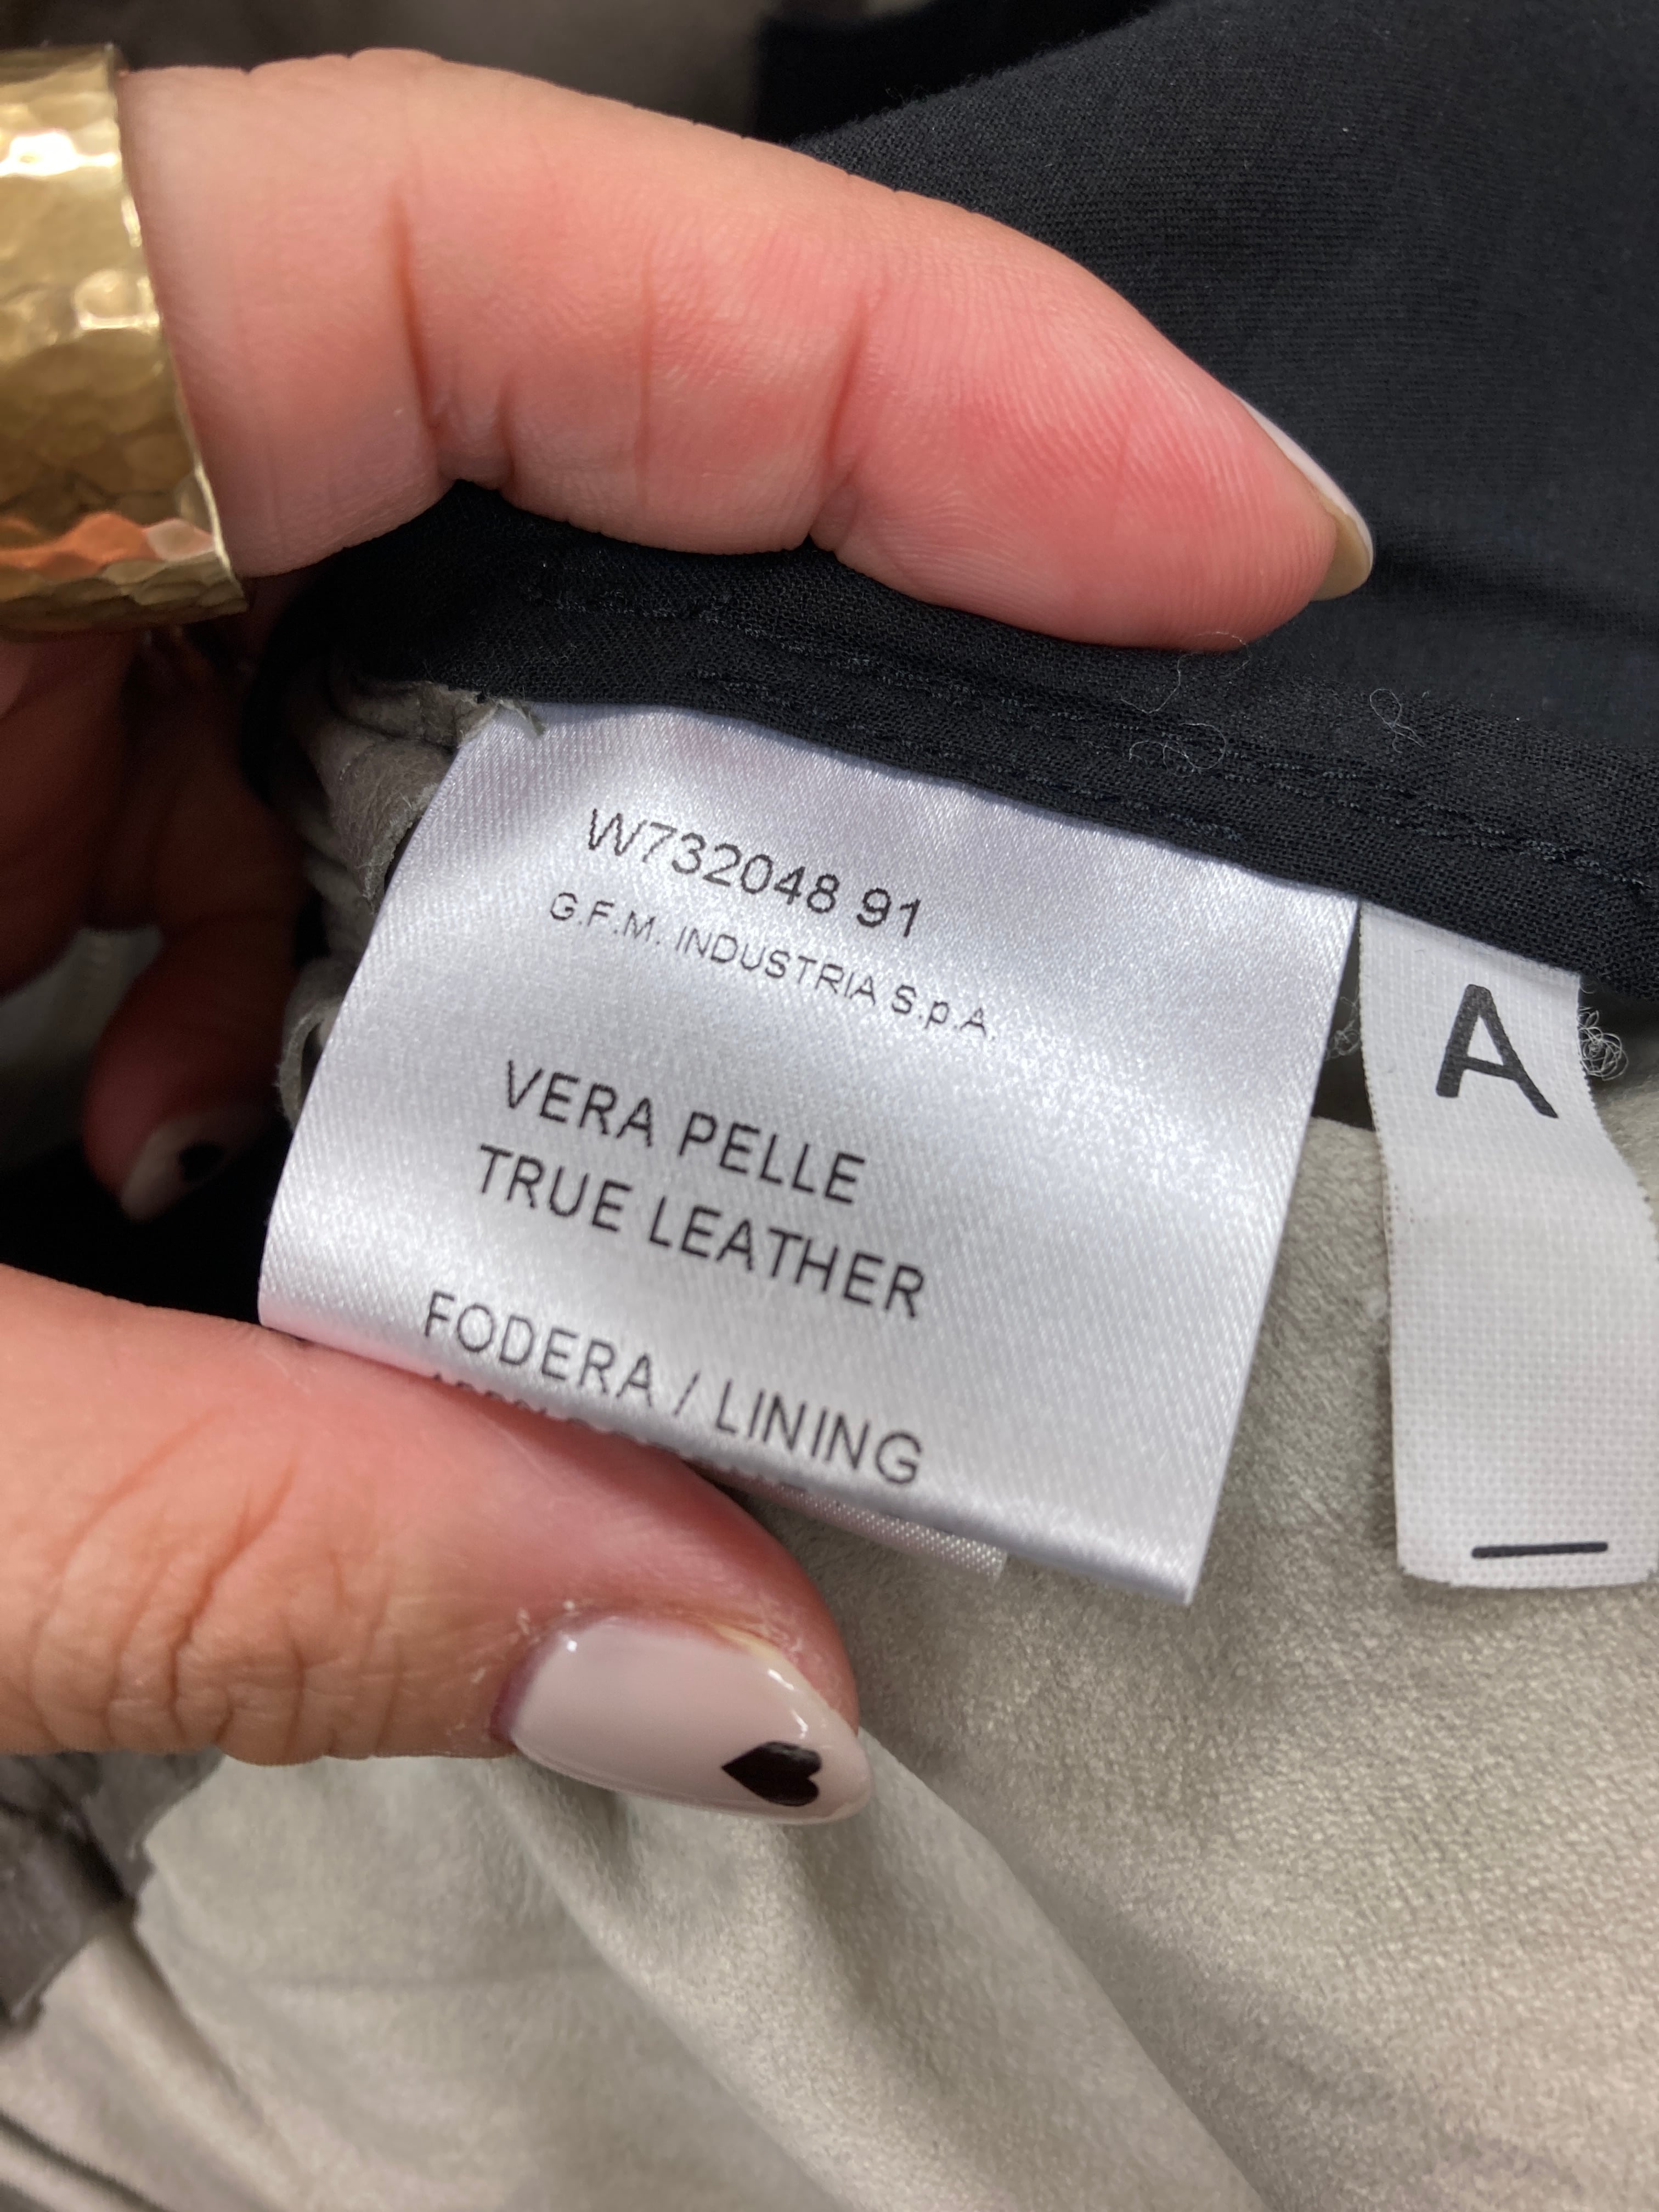 W732048 91
G.F.M. INDUSTRIA S.p.A.
VERA PELLE
TRUE LEATHER
FODERA / LINING
A